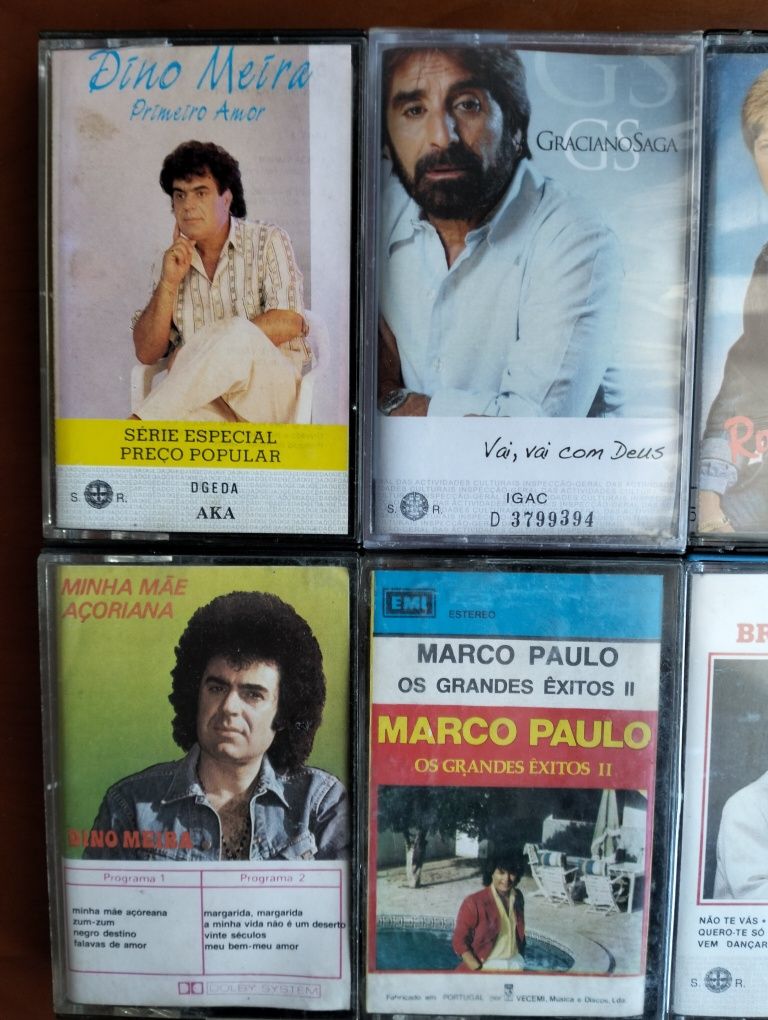 Dino Meira
Primeiro Amor
SÉRIE ESPECIAL
PREÇO POPULAR
S. R.
DGEDA
AKA
GS
GRACIANO SAGA
GS
Vai, vai com Deus
S. R.
IGAC
D 3799394
MINHA MÃE
AÇORIANA
DINO MEIRA
Programa 1
minha mãe açoreana
zum-zum
negro destino
falavas de amor
Programa 2
margarida, margarida
a minha vida não é um deserto
vinte séculos
meu bem-meu amor
DOLBY SYSTEM
EMI
ESTEREO
MARCO PAULO
OS GRANDES ÊXITOS II
MARCO PAULO
OS GRANDES ÊXITOS II
Fabricado em PORTUGAL por VECEMI, Musica e Discos, Lda.
BR
NÃO TE VÁS •
QUERO-TE SÓ
VEM DANÇAR
S. R.